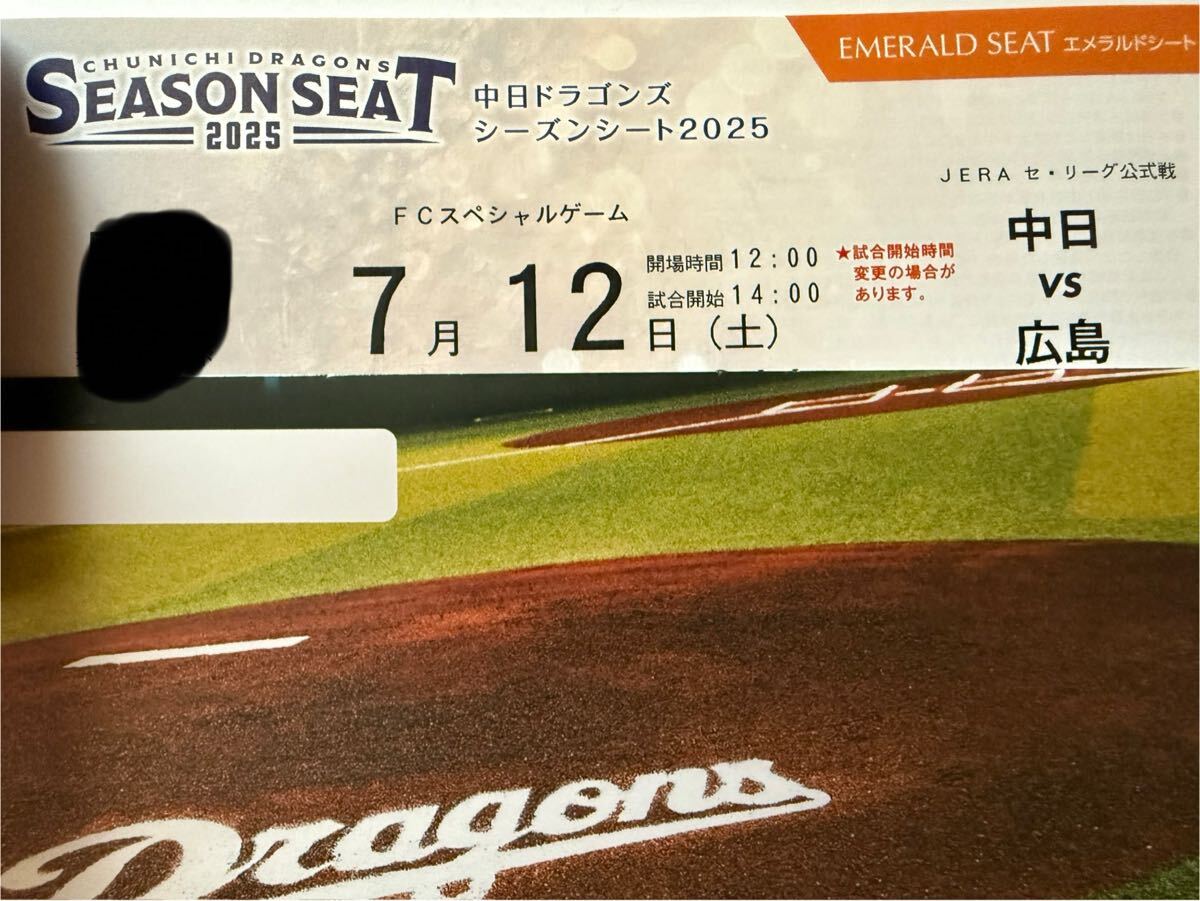 CHUNICHI DRAGONS
SEASON SEAT
2025
中日ドラゴンズ
シーズンシート2025
EMERALD SEAT エメラルドシート
JERA セ・リーグ公式戦
FCスペシャルゲーム
7月12日(土)
開場時間12:00
試合開始14:00
★試合開始時間
変更の場合が
あります。
中日
vs
広島
Dragons